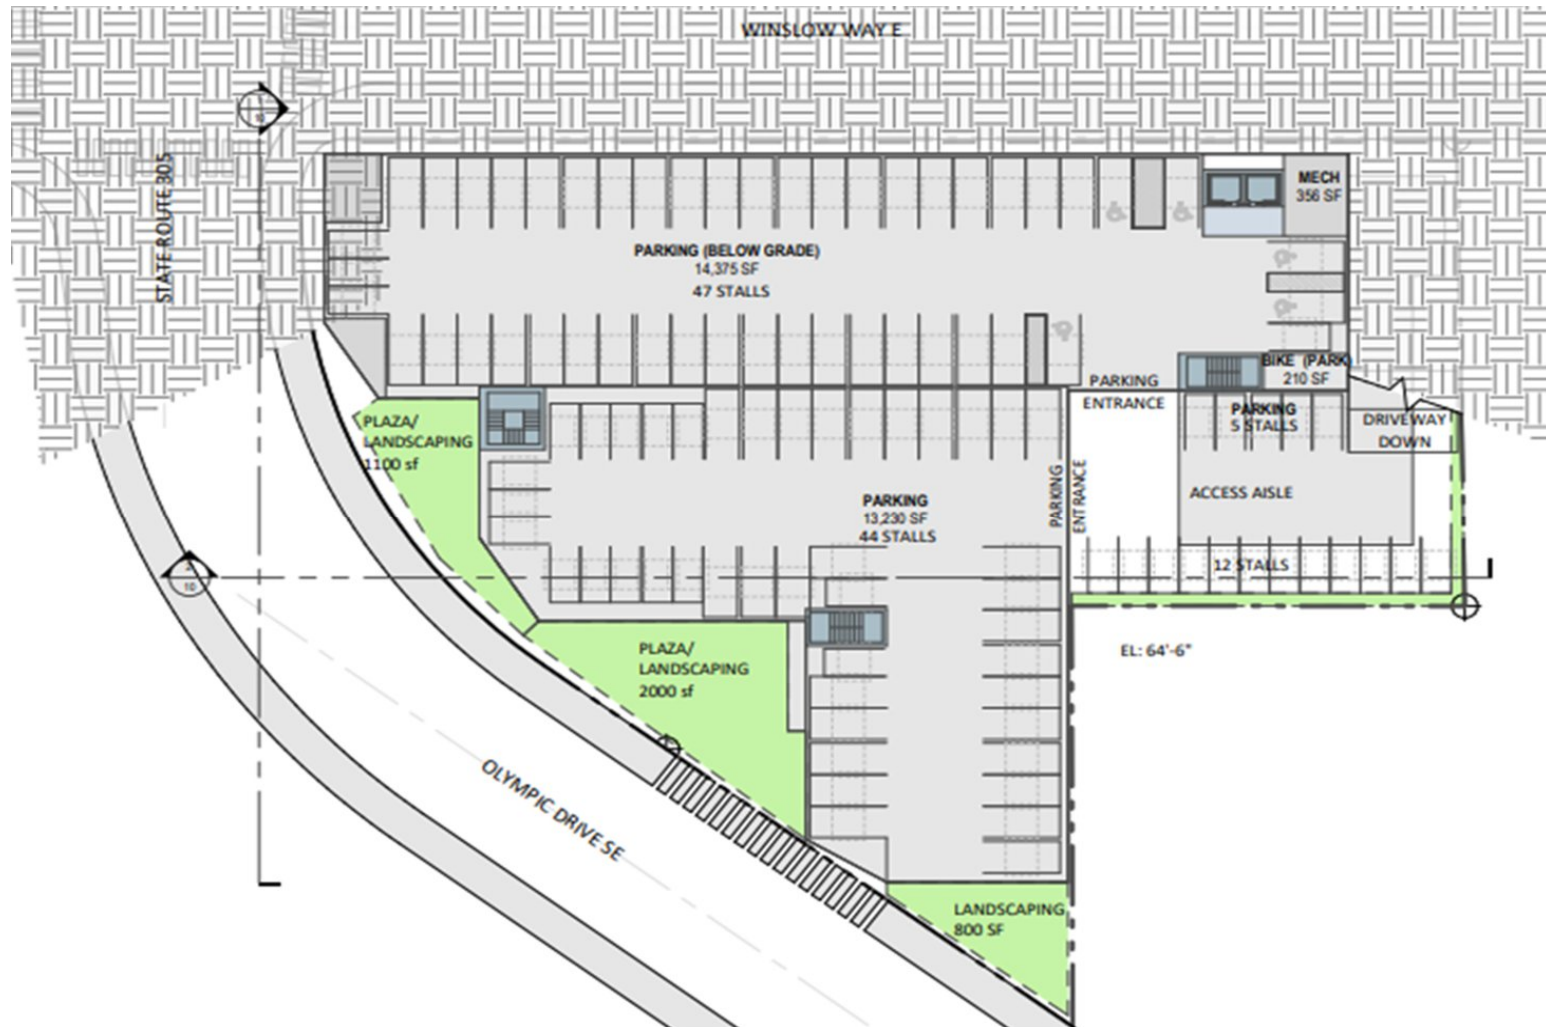 WINSLOW WAY E
STATE ROUTE 305
MECH
356 SF
PARKING (BELOW GRADE)
14,375 SF
47 STALLS
BIKE (PARK)
210 SF
PARKING
ENTRANCE
PARKING
5 STALLS
DRIVEWAY
DOWN
PLAZA/
LANDSCAPING
1100 sf
PARKING
13,230 SF
44 STALLS
PARKING
ENTRANCE
ACCESS AISLE
12 STALLS
10
PLAZA/
LANDSCAPING
2000 sf
EL: 64'-6"
OLYMPIC DRIVE SE
LANDSCAPING
800 SF